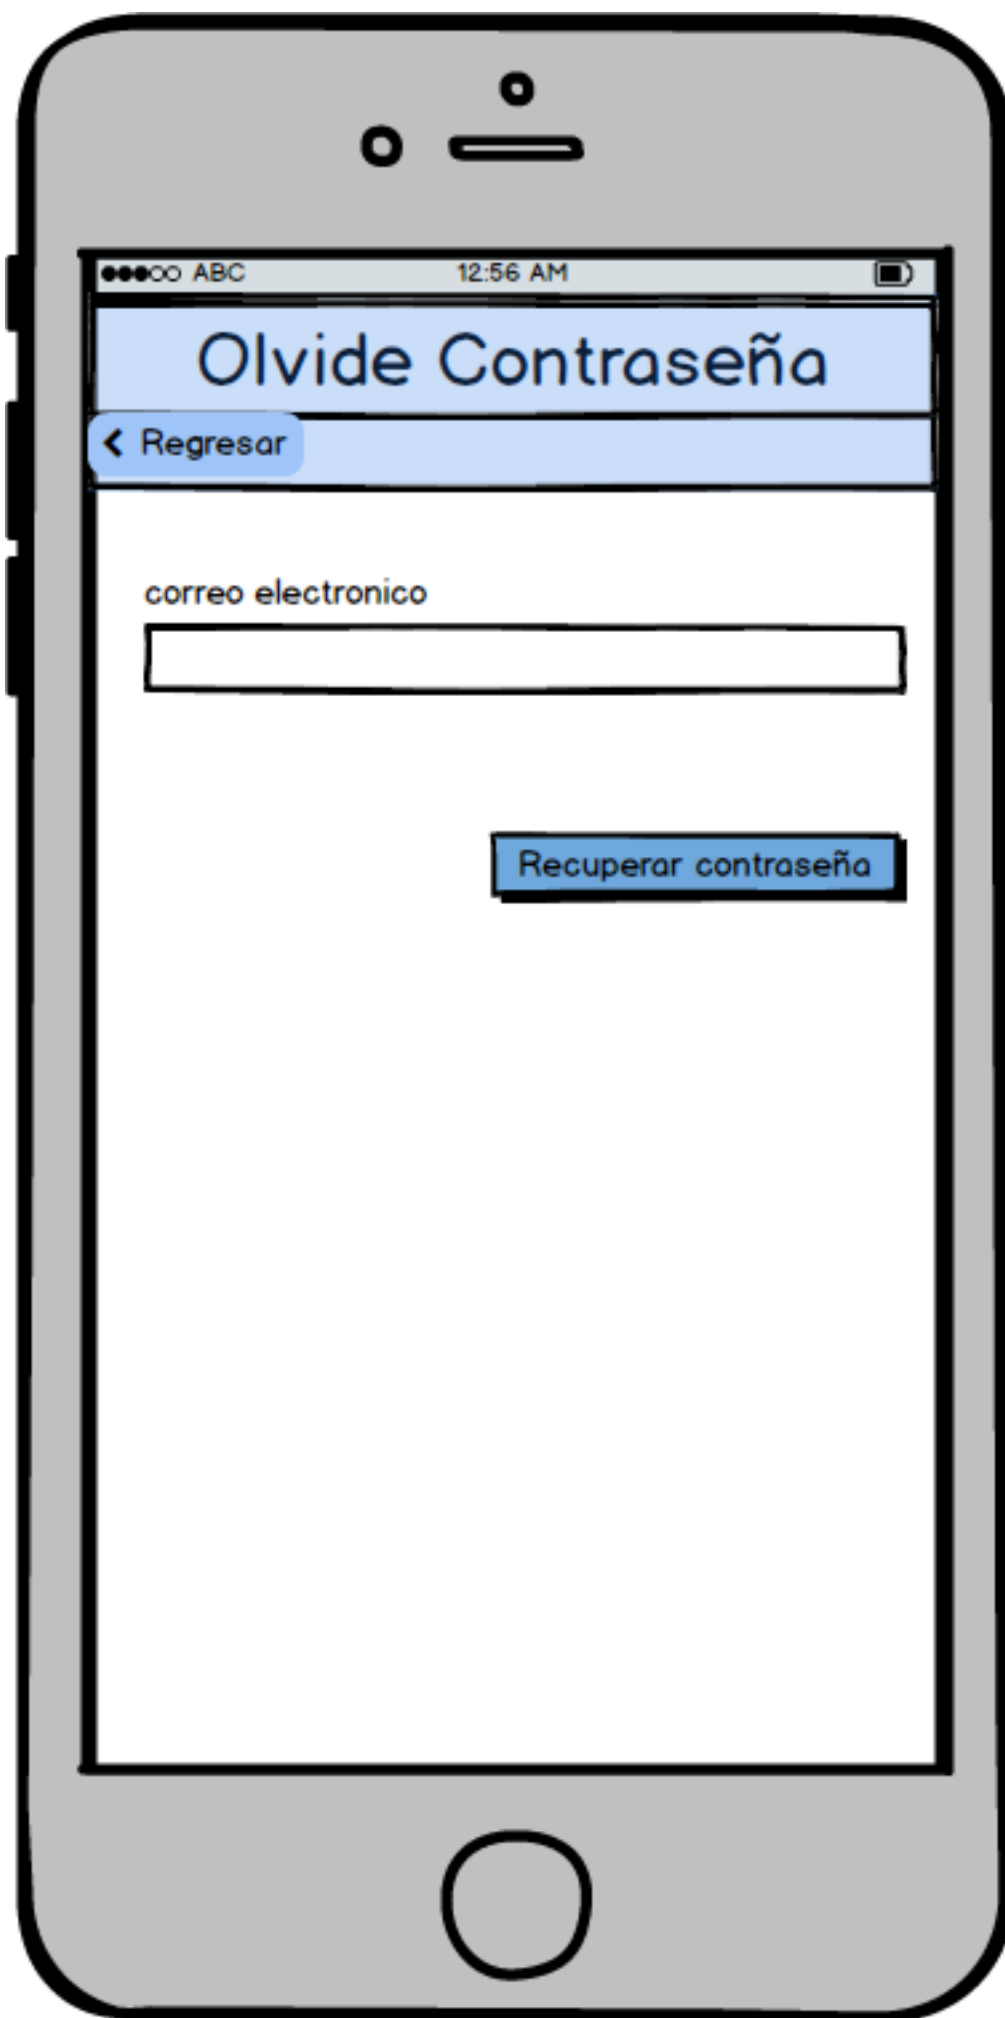 ABC 12:56 AM
Olvide Contraseña
Regresar
correo electronico
Recuperar contraseña